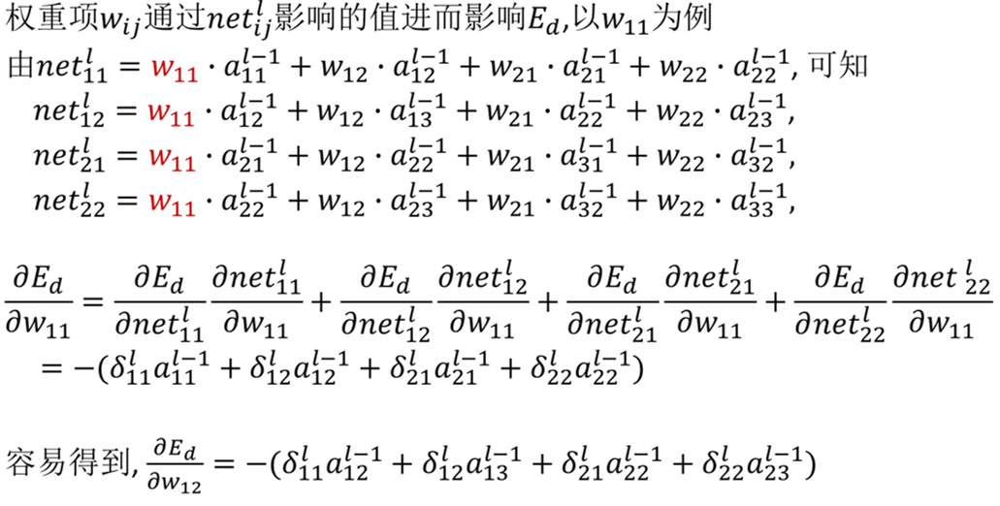 权重项$w_{ij}$通过$net_{ij}^{l}$影响的值进而影响$E_d$,以$w_{11}$为例
由$net_{11}^{l} = w_{11} \cdot a_{11}^{l-1} + w_{12} \cdot a_{12}^{l-1} + w_{21} \cdot a_{21}^{l-1} + w_{22} \cdot a_{22}^{l-1}$, 可知
$net_{12}^{l} = w_{11} \cdot a_{12}^{l-1} + w_{12} \cdot a_{13}^{l-1} + w_{21} \cdot a_{22}^{l-1} + w_{22} \cdot a_{23}^{l-1}$,
$net_{21}^{l} = w_{11} \cdot a_{21}^{l-1} + w_{12} \cdot a_{22}^{l-1} + w_{21} \cdot a_{31}^{l-1} + w_{22} \cdot a_{32}^{l-1}$,
$net_{22}^{l} = w_{11} \cdot a_{22}^{l-1} + w_{12} \cdot a_{23}^{l-1} + w_{21} \cdot a_{32}^{l-1} + w_{22} \cdot a_{33}^{l-1}$,
$\frac{\partial E_d}{\partial w_{11}} = \frac{\partial E_d}{\partial net_{11}^{l}} \frac{\partial net_{11}^{l}}{\partial w_{11}} + \frac{\partial E_d}{\partial net_{12}^{l}} \frac{\partial net_{12}^{l}}{\partial w_{11}} + \frac{\partial E_d}{\partial net_{21}^{l}} \frac{\partial net_{21}^{l}}{\partial w_{11}} + \frac{\partial E_d}{\partial net_{22}^{l}} \frac{\partial net_{22}^{l}}{\partial w_{11}}$
$= -(\delta_{11}^{l} a_{11}^{l-1} + \delta_{12}^{l} a_{12}^{l-1} + \delta_{21}^{l} a_{21}^{l-1} + \delta_{22}^{l} a_{22}^{l-1})$
容易得到, $\frac{\partial E_d}{\partial w_{12}} = -(\delta_{11}^{l} a_{12}^{l-1} + \delta_{12}^{l} a_{13}^{l-1} + \delta_{21}^{l} a_{22}^{l-1} + \delta_{22}^{l} a_{23}^{l-1})$